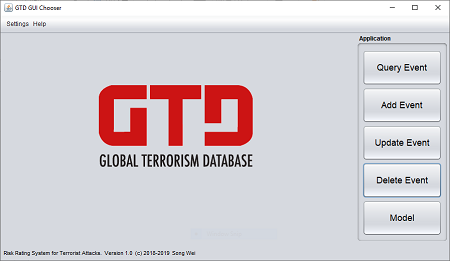 GTD GUI Chooser
Settings Help
Application
Query Event
Add Event
Update Event
Delete Event
Model
GTD
GLOBAL TERRORISM DATABASE
Risk Rating System for Terrorist Attacks. Version 1.0 (c) 2018-2019 Song Wei